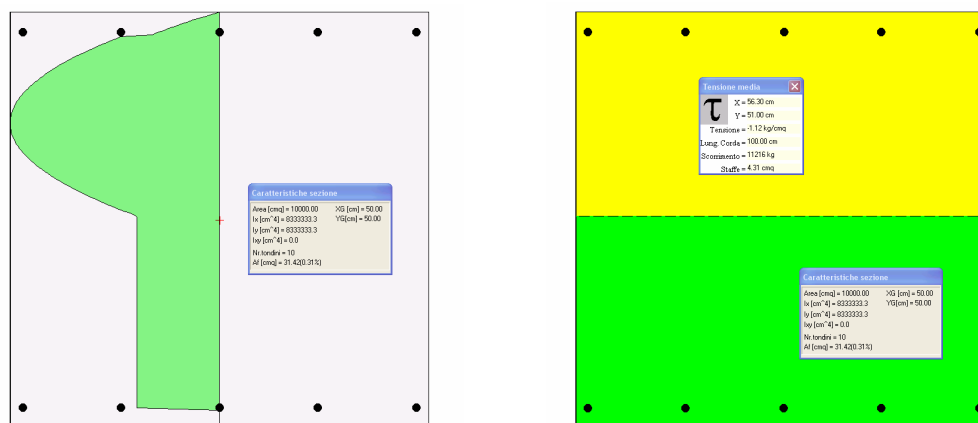 Caratteristiche sezione
Area [cmq] = 10000.00 XG [cm] = 50.00
Ix [cm^4] = 8333333.3 YG[cm] = 50.00
Iy [cm^4] = 8333333.3
Ixy [cm^4] = 0.0
Nr.tondini = 10
Af [cmq] = 31.42(0.31%)
Tensione media
τ X = 56.30 cm
Y = 51.00 cm
Tensione = -1.12 kg/cmq
Lung. Corda = 100.00 cm
Scorrimento = 11216 kg
Staffe = 4.31 cmq
Caratteristiche sezione
Area [cmq] = 10000.00 XG [cm] = 50.00
Ix [cm^4] = 8333333.3 YG[cm] = 50.00
Iy [cm^4] = 8333333.3
Ixy [cm^4] = 0.0
Nr.tondini = 10
Af [cmq] = 31.42(0.31%)